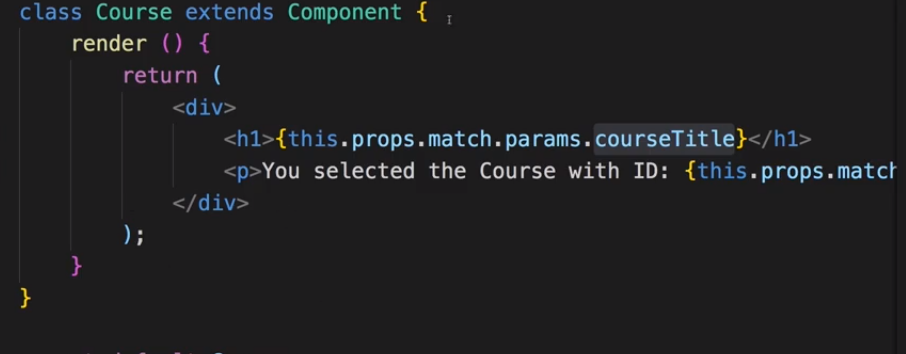 class Course extends Component {
render () {
return (
<div>
<h1>{this.props.match.params.courseTitle}</h1>
<p>You selected the Course with ID: {this.props.match
</div>
);
}
}